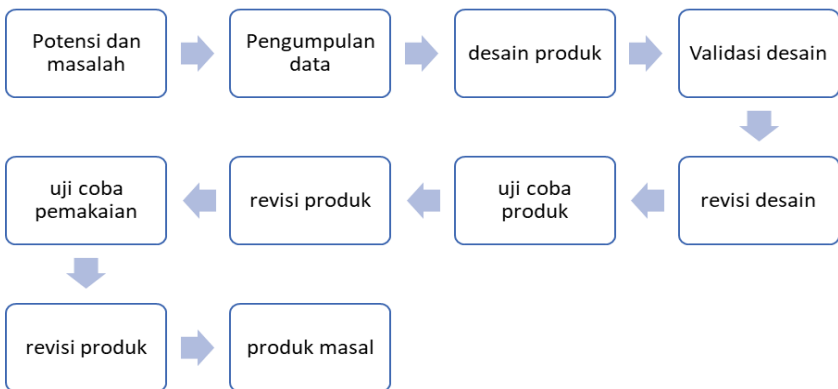 Potensi dan
masalah
Pengumpulan
data
desain produk
Validasi desain
revisi desain
uji coba
produk
revisi produk
uji coba
pemakaian
revisi produk
produk masal